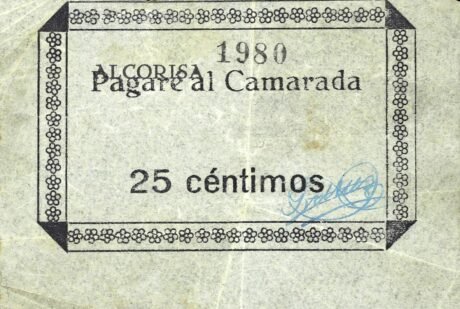 1980
ALCORISA
Pagaré al Camarada
25 céntimos